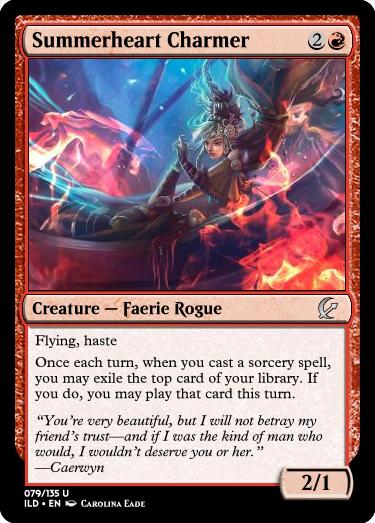 Summerheart Charmer 2
Creature — Faerie Rogue
Flying, haste
Once each turn, when you cast a sorcery spell,
you may exile the top card of your library. If
you do, you may play that card this turn.
“You’re very beautiful, but I will not betray my
friend’s trust—and if I was the kind of man who
would, I wouldn’t deserve you or her.”
—Caerwyn
2/1
079/135 U
ILD • EN Carolina Eade